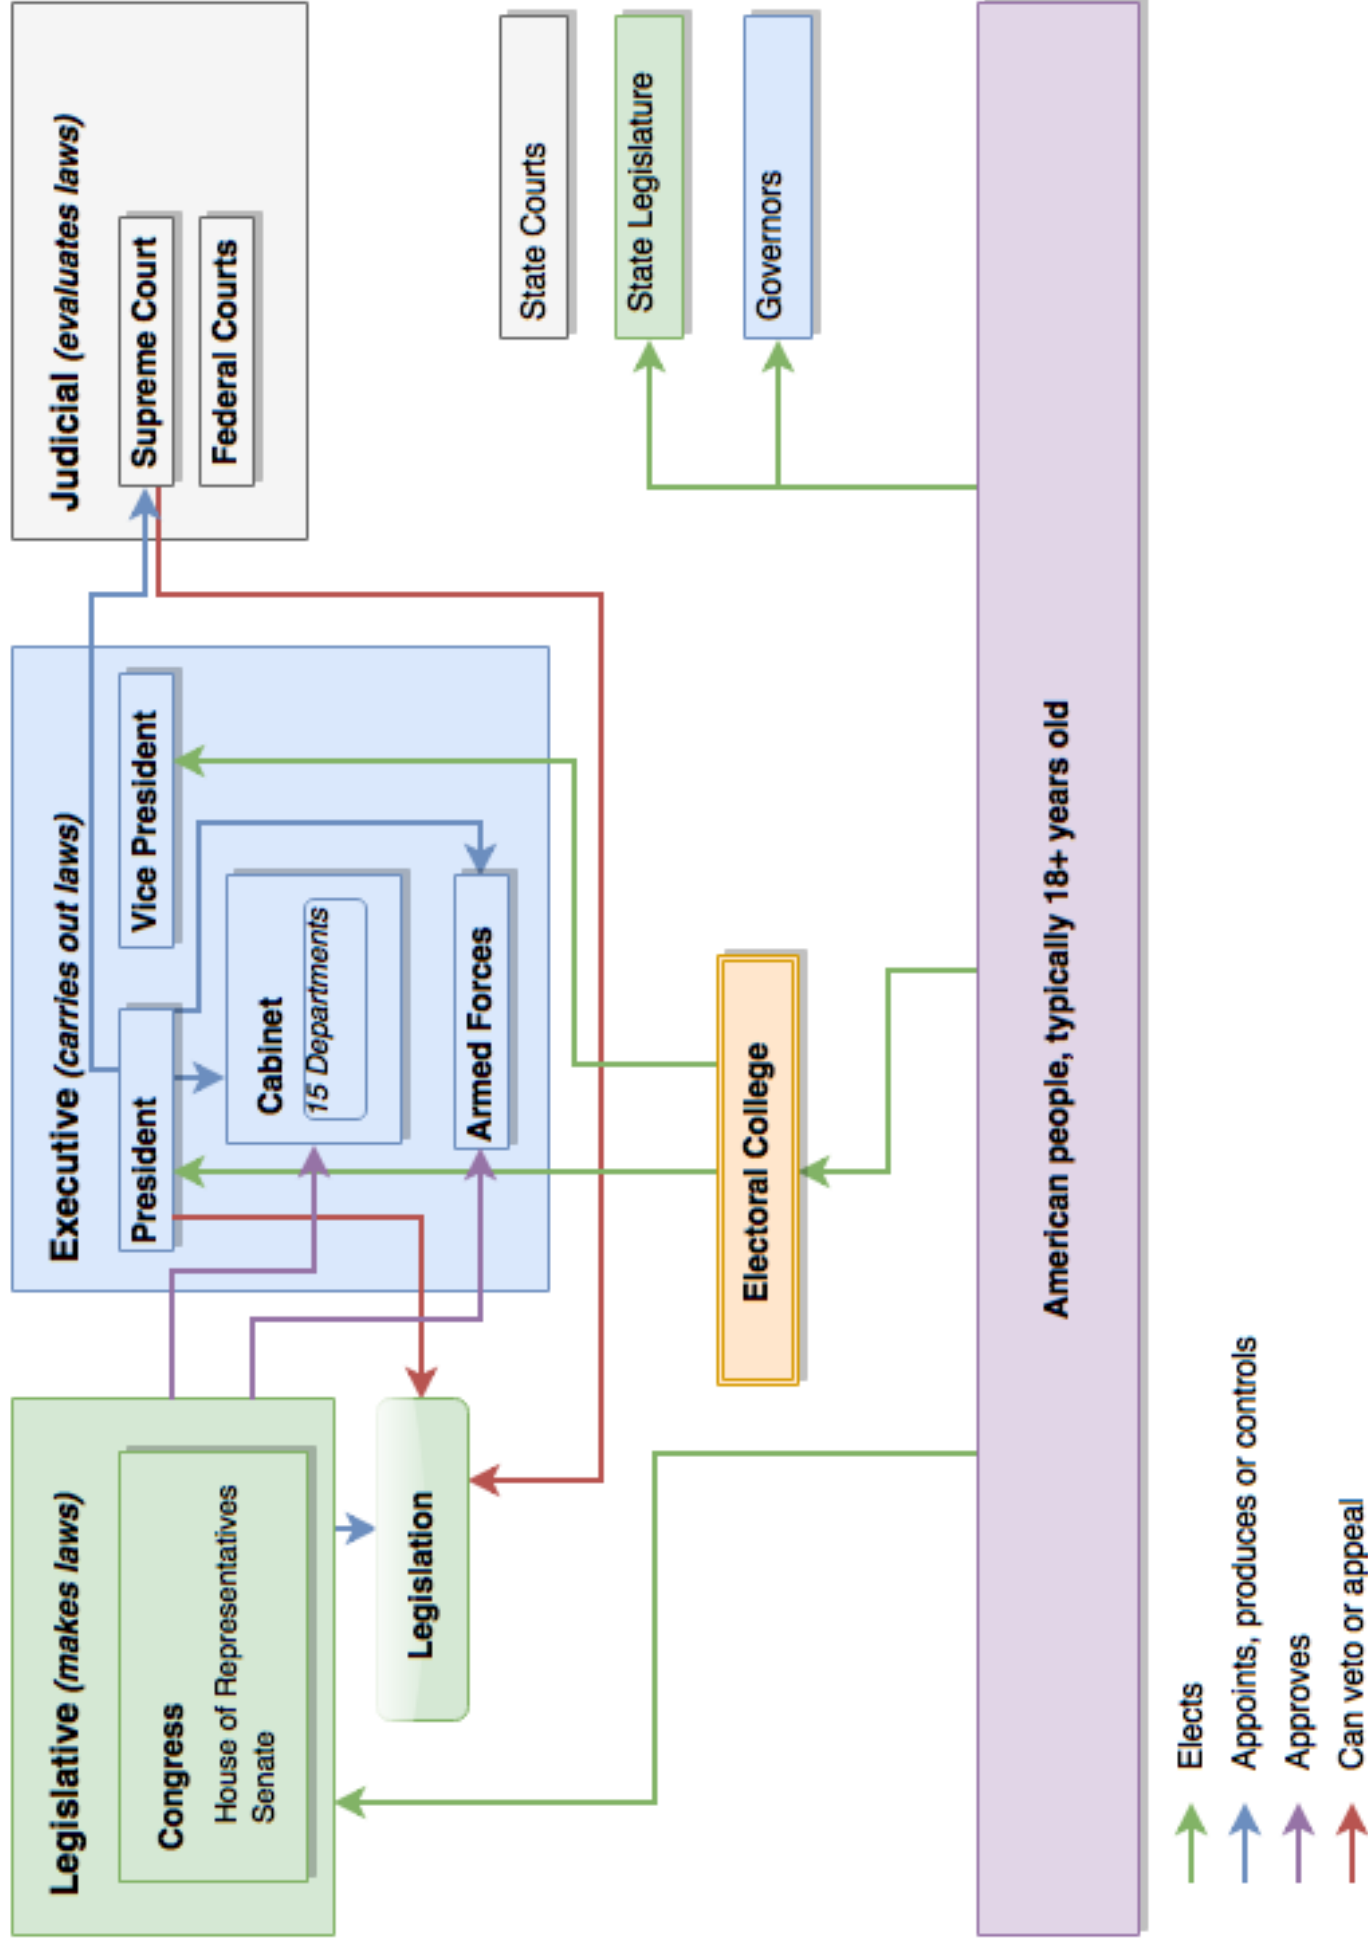 Legislative (makes laws)
Congress
House of Representatives
Senate
Legislation
Executive (carries out laws)
President
Vice President
Cabinet
15 Departments
Armed Forces
Judicial (evaluates laws)
Supreme Court
Federal Courts
State Courts
State Legislature
Governors
Electoral College
American people, typically 18+ years old
Elects
Appoints, produces or controls
Approves
Can veto or appeal